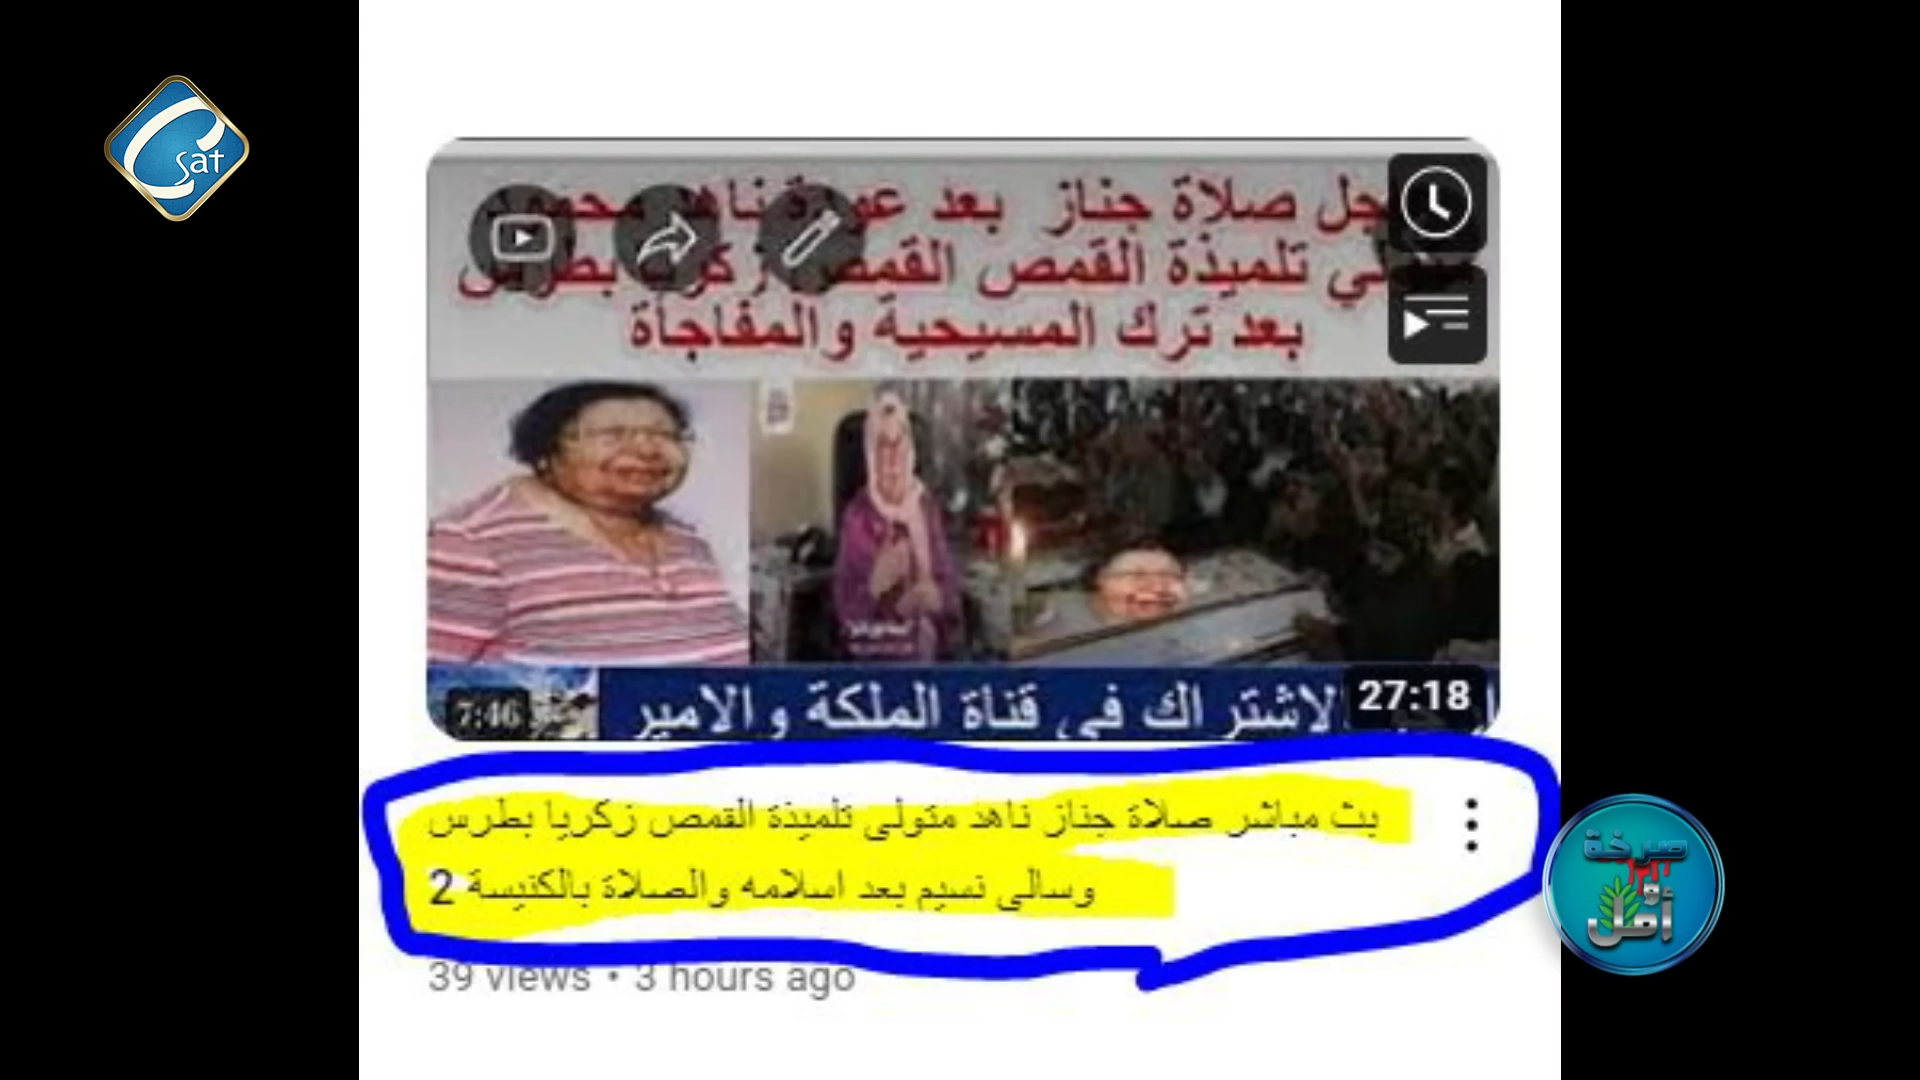 C Sat
جل صلاة جناز بعد عودة ناهد محمود
تلميذة القمص القمص زكريا بطرس
بعد ترك المسيحية والمفاجأة
الاشتراك في قناة الملكة والامير
7:46
27:18
بث مباشر صلاة جناز ناهد متولى تلميذة القمص زكريا بطرس
وسالى نسيم بعد اسلامه والصلاة بالكنيسة 2
39 views • 3 hours ago
صرخة
أمل